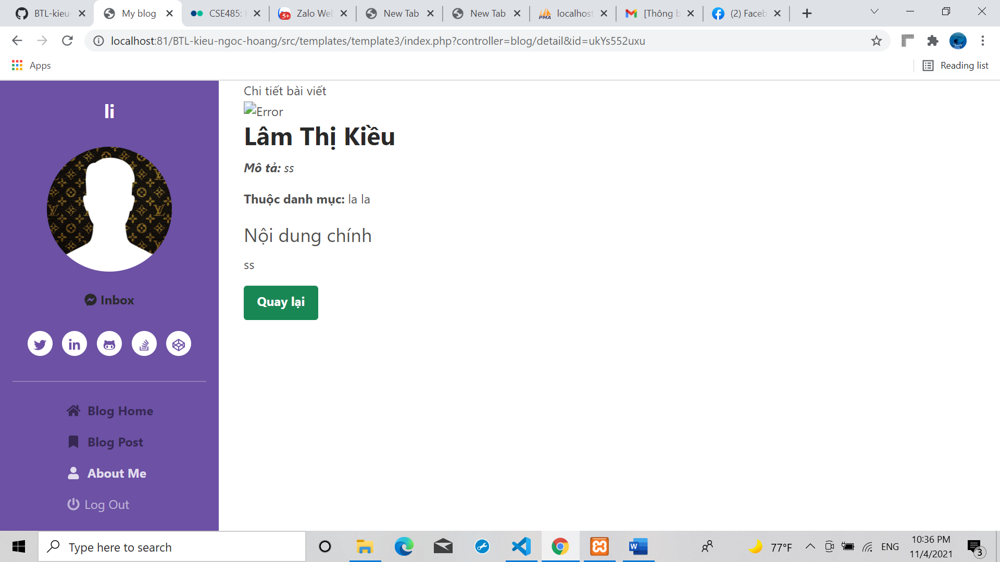 BTL-kieu-
My blog
CSE485:
Zalo Web
New Tab
New Tab
localhost
[Thông b
(2) Faceb
localhost:81/BTL-kieu-ngoc-hoang/src/templates/template3/index.php?controller=blog/detail&id=ukYs552uxu
Apps
Reading list
li
Inbox
Blog Home
Blog Post
About Me
Log Out
Chi tiết bài viết
Error
Lâm Thị Kiều
Mô tả: ss
Thuộc danh mục: la la
Nội dung chính
ss
Quay lại
Type here to search
77°F
ENG
10:36 PM
11/4/2021
3